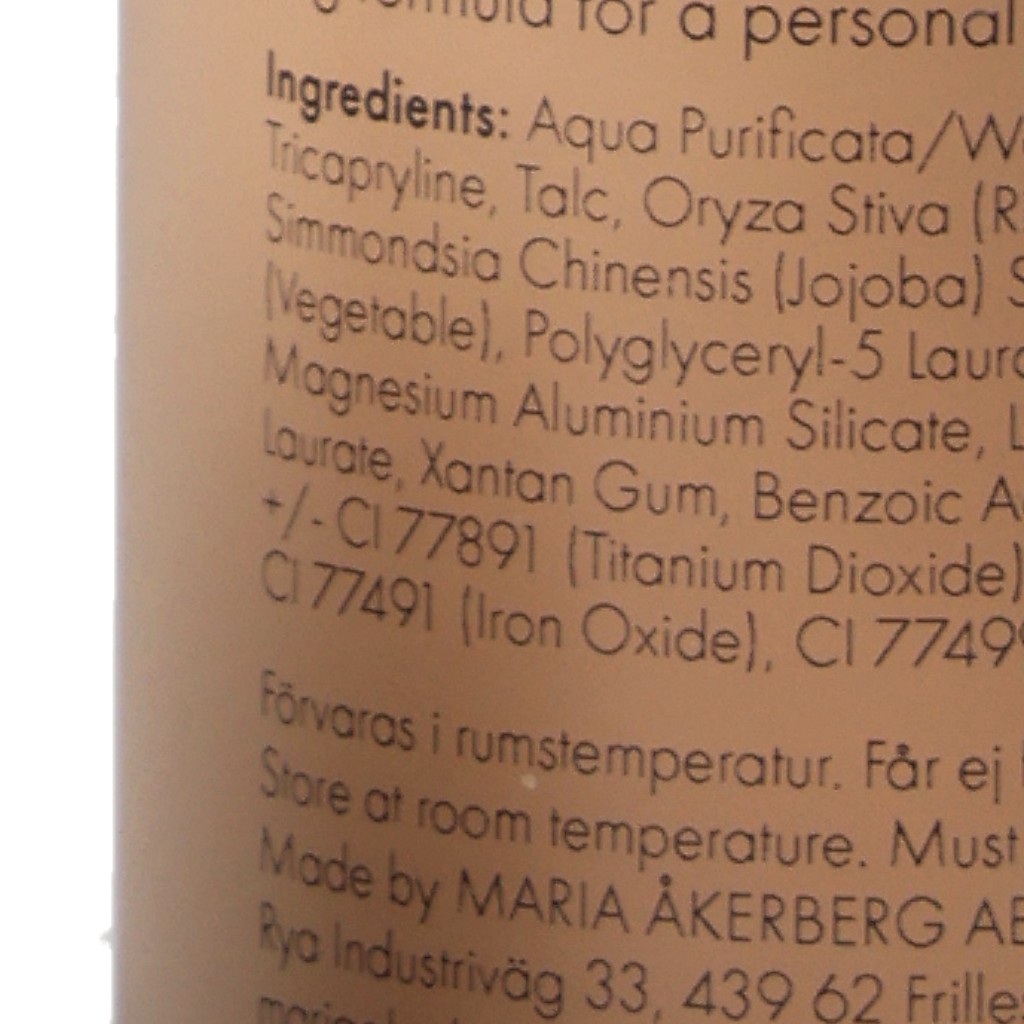 formula for a personal
Ingredients: Aqua Purificata/W
Tricapryline, Talc, Oryza Stiva (R
Simmondsia Chinensis (Jojoba) S
(Vegetable), Polyglyceryl-5 Laura
Magnesium Aluminium Silicate, L
Laurate, Xantan Gum, Benzoic A
+/- CI 77891 (Titanium Dioxide)
CI 77491 (Iron Oxide), CI 7749
Förvaras i rumstemperatur. Får ej
Store at room temperature. Must
Made by MARIA ÅKERBERG AB
Rya Industriväg 33, 439 62 Frille